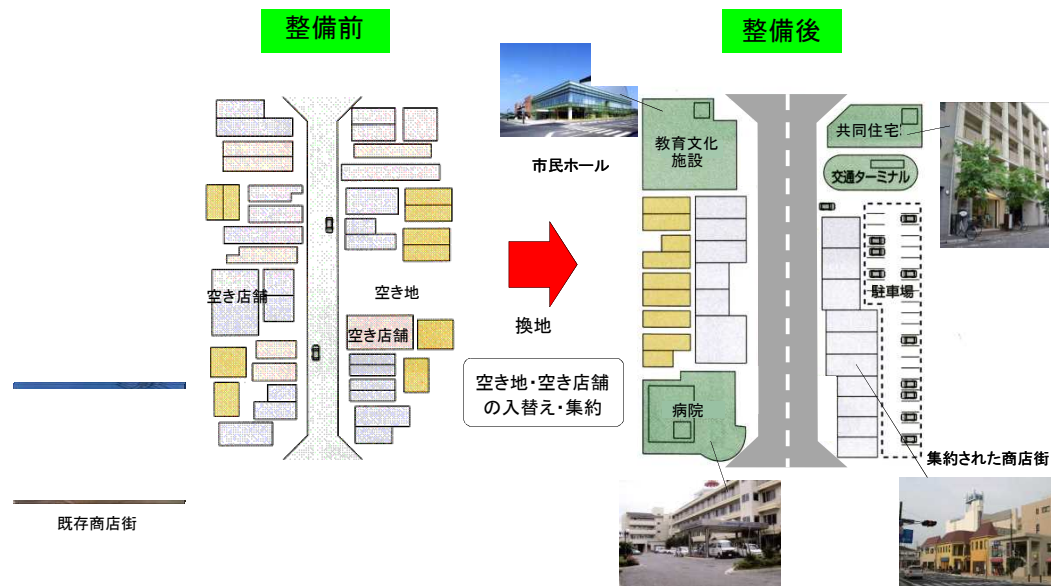 整備前
整備後
市民ホール
教育文化
施設
共同住宅
交通ターミナル
空き店舗
空き地
空き店舗
換地
駐車場
空き地・空き店舗
の入替え・集約
病院
集約された商店街
既存商店街